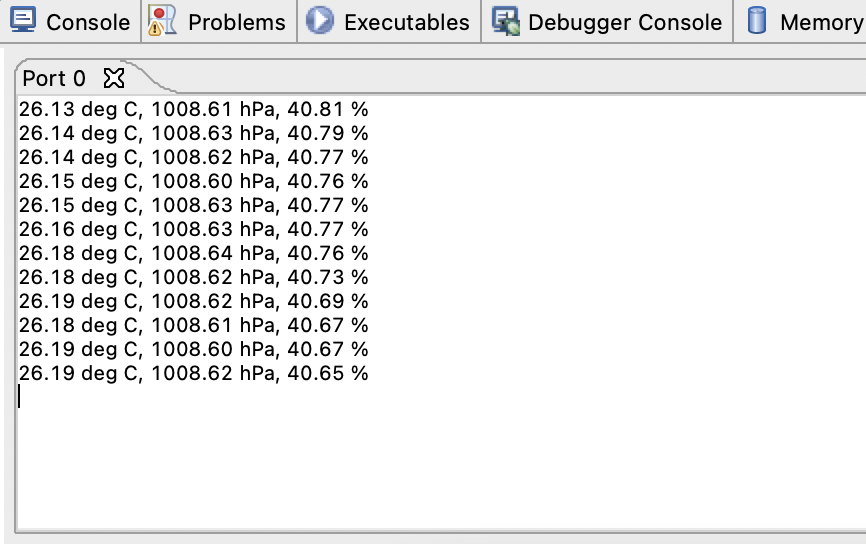 Console Problems Executables Debugger Console Memory
Port 0
26.13 deg C, 1008.61 hPa, 40.81 %
26.14 deg C, 1008.63 hPa, 40.79 %
26.14 deg C, 1008.62 hPa, 40.77 %
26.15 deg C, 1008.60 hPa, 40.76 %
26.15 deg C, 1008.63 hPa, 40.77 %
26.16 deg C, 1008.63 hPa, 40.77 %
26.18 deg C, 1008.64 hPa, 40.76 %
26.18 deg C, 1008.62 hPa, 40.73 %
26.19 deg C, 1008.62 hPa, 40.69 %
26.18 deg C, 1008.61 hPa, 40.67 %
26.19 deg C, 1008.60 hPa, 40.67 %
26.19 deg C, 1008.62 hPa, 40.65 %